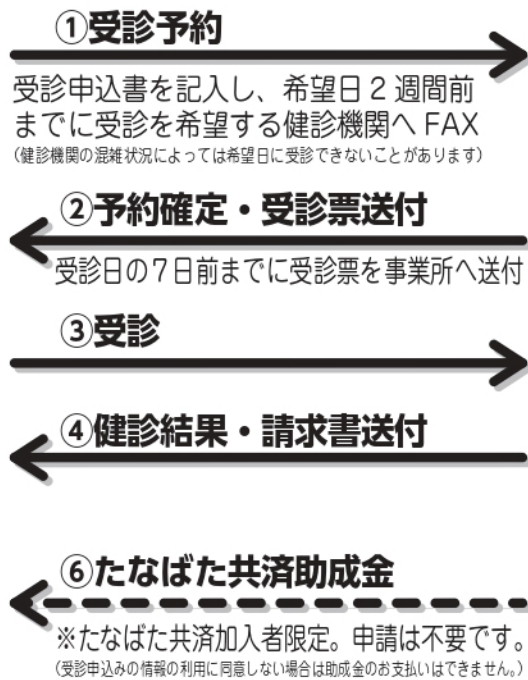 ①受診予約
受診申込書を記入し、希望日２週間前
までに受診を希望する健診機関へ FAX
(健診機関の混雑状況によっては希望日に受診できないことがあります)
②予約確定・受診票送付
受診日の７日前までに受診票を事業所へ送付
③受診
④健診結果・請求書送付
⑥たなばた共済助成金
※たなばた共済加入者限定。申請は不要です。
(受診申込みの情報の利用に同意しない場合は助成金のお支払いはできません。)